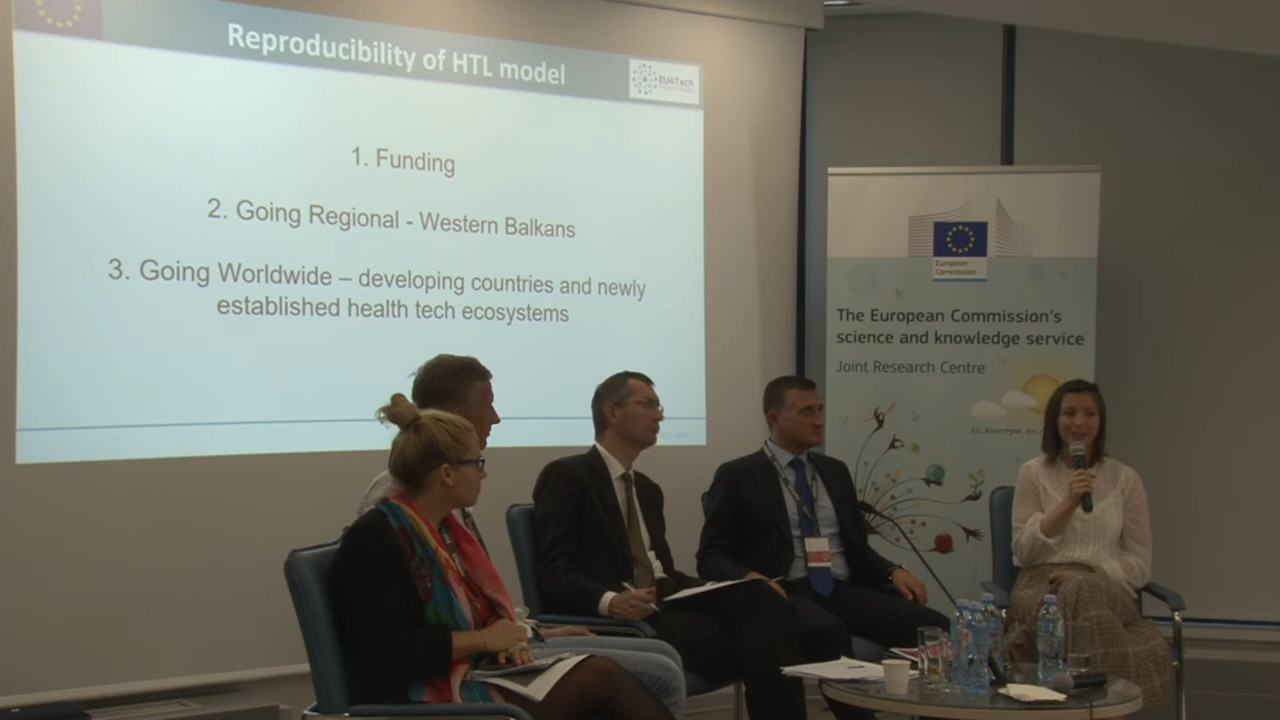 Reproducibility of HTL model
EU4Tech
1. Funding
2. Going Regional - Western Balkans
3. Going Worldwide – developing countries and newly
established health tech ecosystems
European
Commission
The European Commission's
science and knowledge service
Joint Research Centre